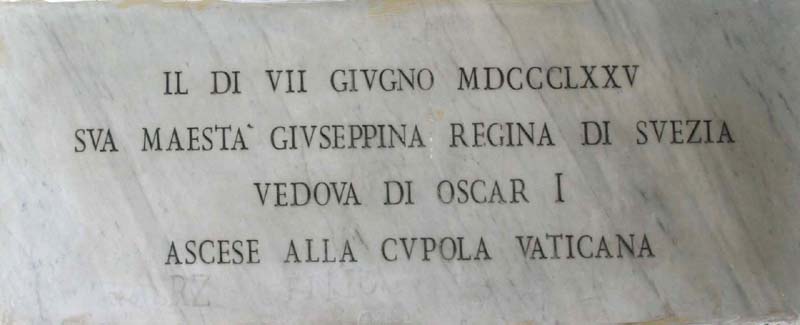 IL DI VII GIVGNO MDCCCLXXV
SVA MAESTA` GIVSEPPINA REGINA DI SVEZIA
VEDOVA DI OSCAR I
ASCESE ALLA CVPOLA VATICANA